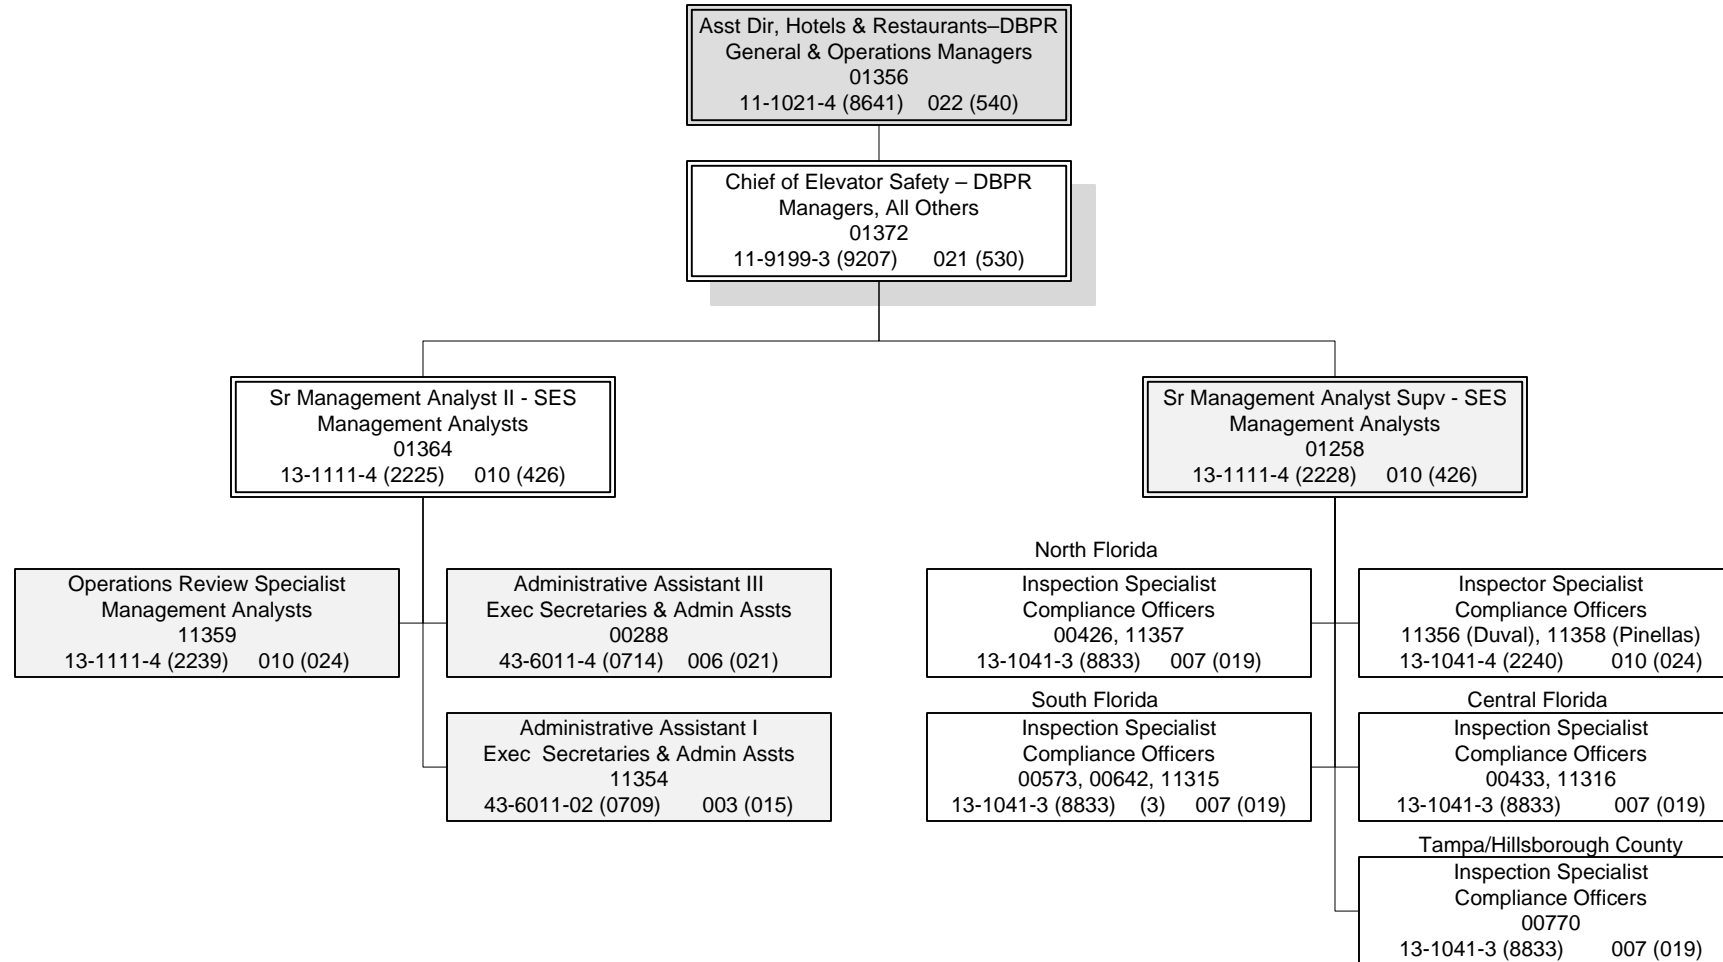 Asst Dir, Hotels & Restaurants–DBPR
General & Operations Managers
01356
11-1021-4 (8641) 022 (540)
Chief of Elevator Safety – DBPR
Managers, All Others
01372
11-9199-3 (9207) 021 (530)
Sr Management Analyst II - SES
Management Analysts
01364
13-1111-4 (2225) 010 (426)
Sr Management Analyst Supv - SES
Management Analysts
01258
13-1111-4 (2228) 010 (426)
Operations Review Specialist
Management Analysts
11359
13-1111-4 (2239) 010 (024)
Administrative Assistant III
Exec Secretaries & Admin Assts
00288
43-6011-4 (0714) 006 (021)
Administrative Assistant I
Exec Secretaries & Admin Assts
11354
43-6011-02 (0709) 003 (015)
North Florida
Inspection Specialist
Compliance Officers
00426, 11357
13-1041-3 (8833) 007 (019)
Inspector Specialist
Compliance Officers
11356 (Duval), 11358 (Pinellas)
13-1041-4 (2240) 010 (024)
South Florida
Inspection Specialist
Compliance Officers
00573, 00642, 11315
13-1041-3 (8833) (3) 007 (019)
Central Florida
Inspection Specialist
Compliance Officers
00433, 11316
13-1041-3 (8833) 007 (019)
Tampa/Hillsborough County
Inspection Specialist
Compliance Officers
00770
13-1041-3 (8833) 007 (019)